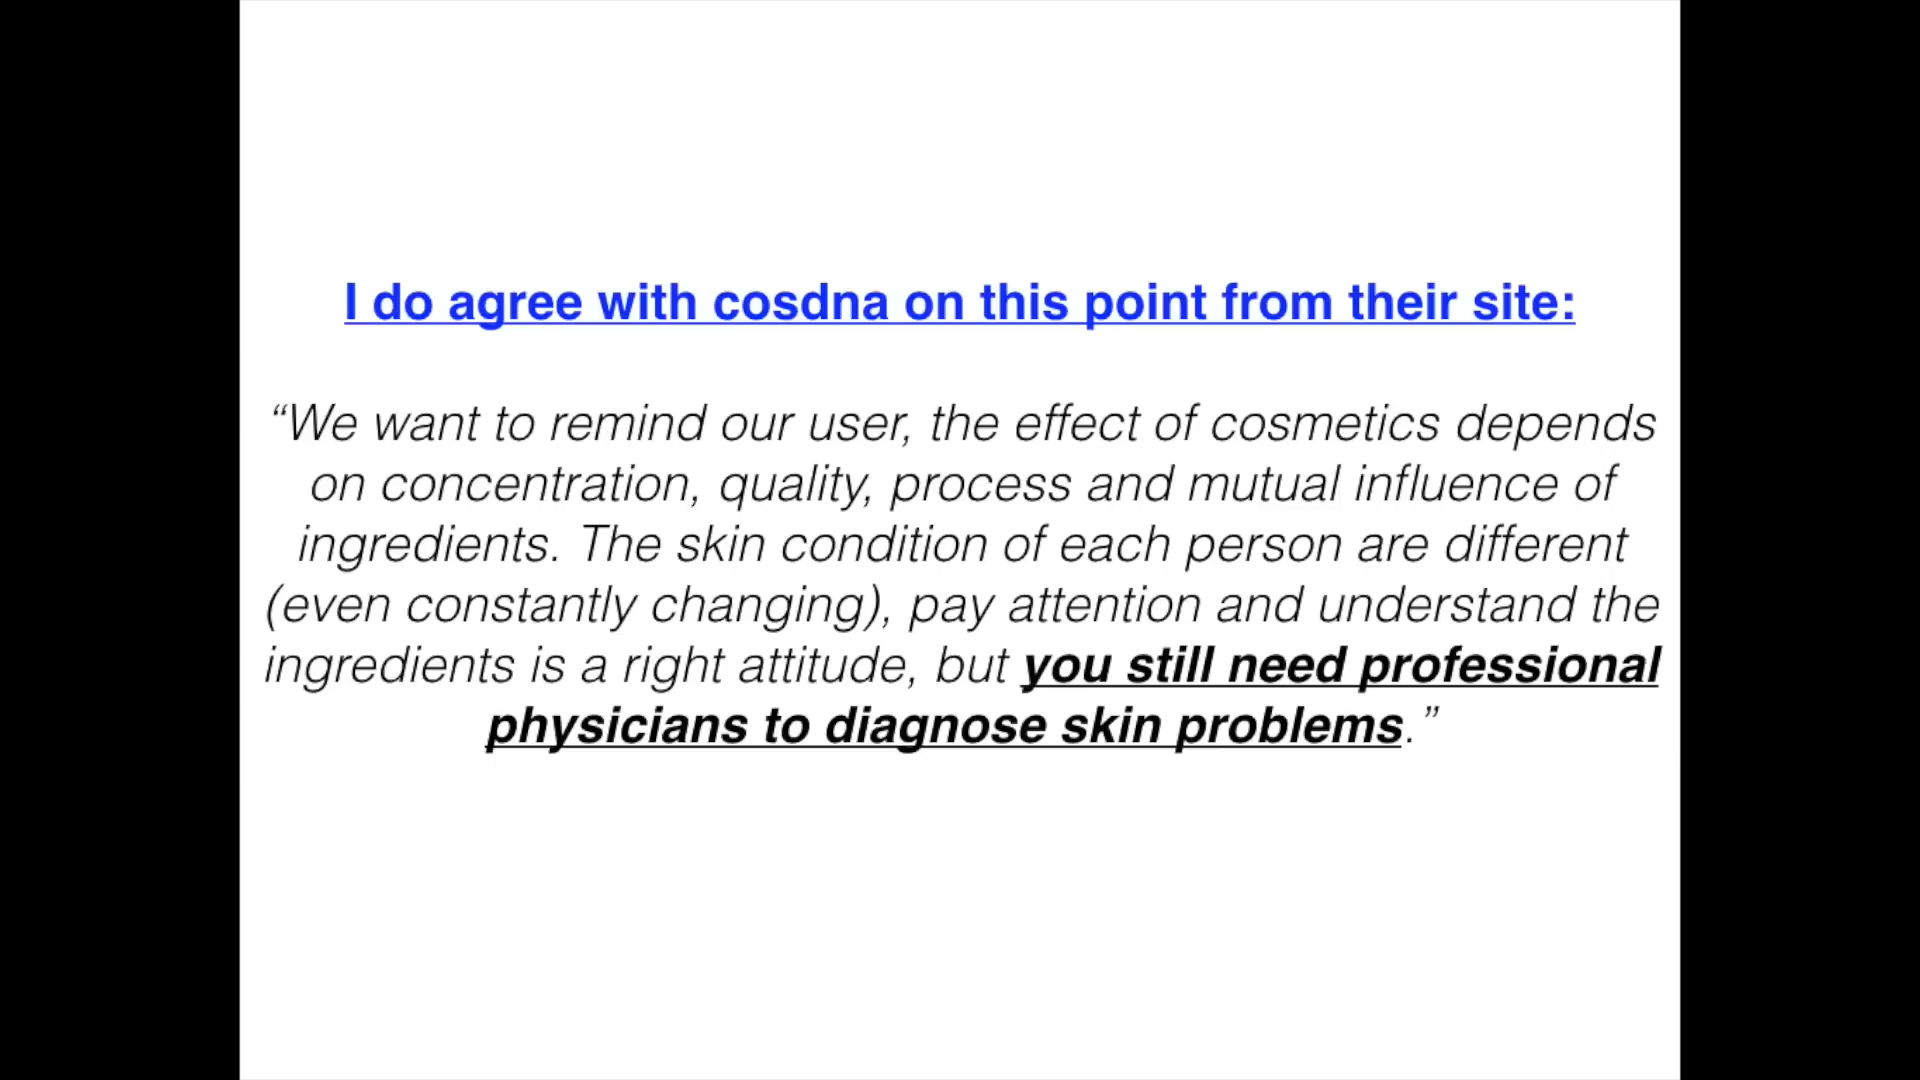 I do agree with cosdna on this point from their site:
“We want to remind our user, the effect of cosmetics depends
on concentration, quality, process and mutual influence of
ingredients. The skin condition of each person are different
(even constantly changing), pay attention and understand the
ingredients is a right attitude, but you still need professional
physicians to diagnose skin problems.”